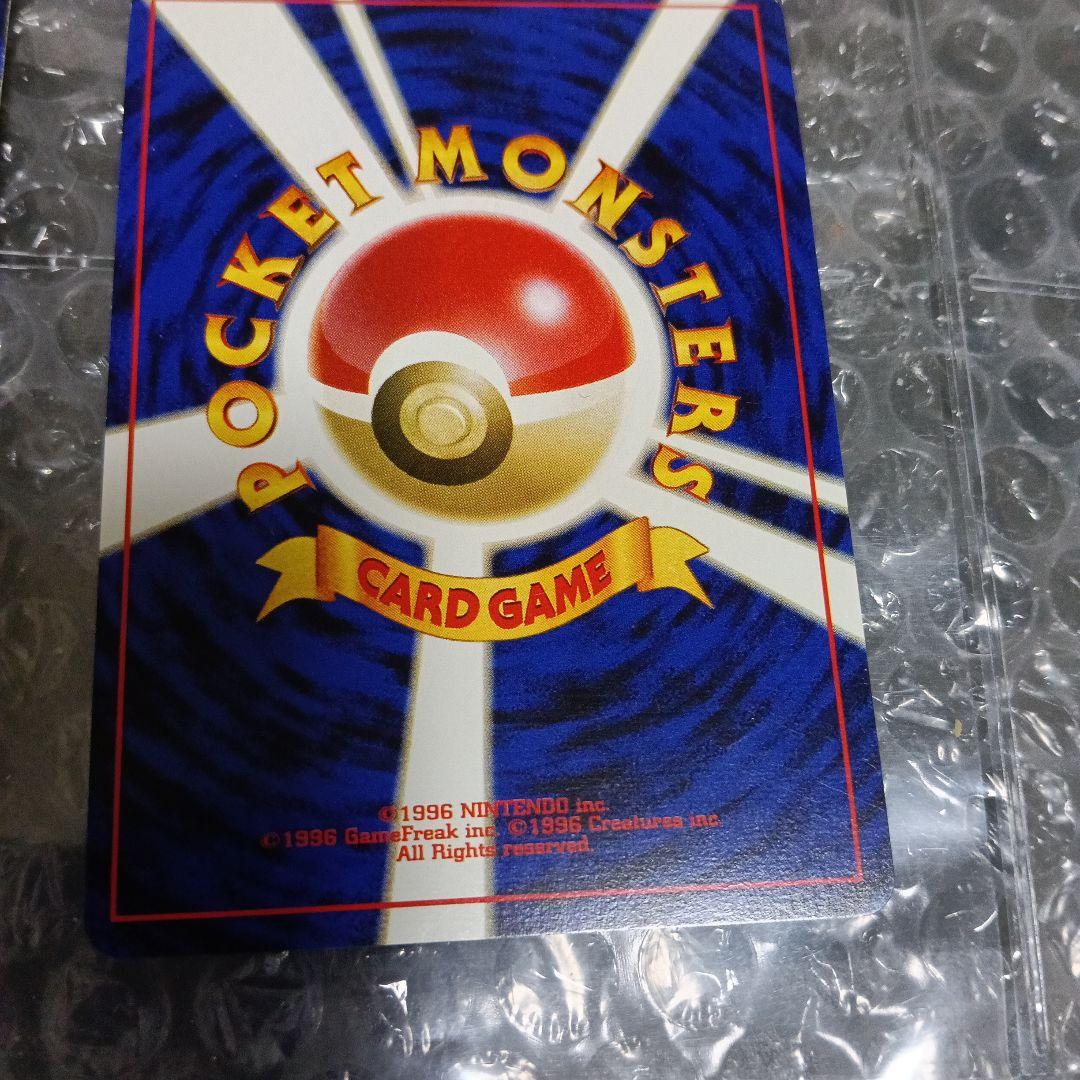 POCKET MONSTERS
CARD GAME
©1996 NINTENDO inc.
©1996 GameFreak inc. ©1996 Creatures inc.
All Rights reserved.